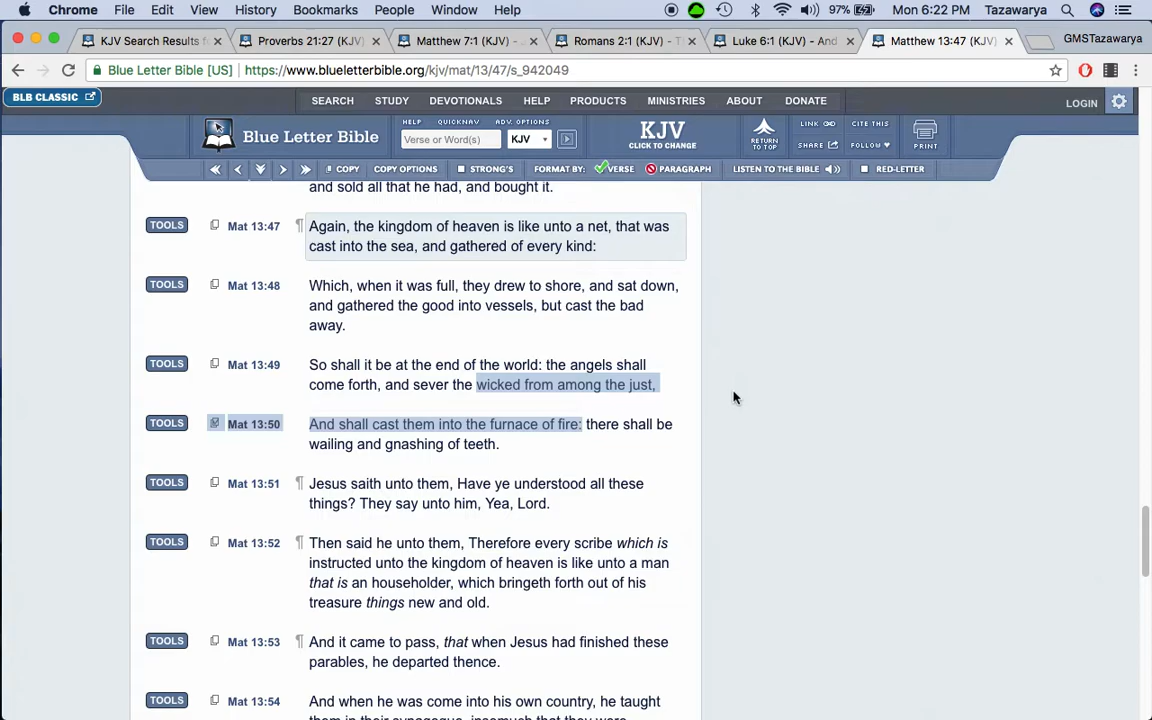 Chrome File Edit View History Bookmarks People Window Help 97% Mon 6:22 PM Tazawarya
KJV Search Results f Proverbs 21:27 (KJV) Matthew 7:1 (KJV) - Romans 2:1 (KJV) - T Luke 6:1 (KJV) - And Matthew 13:47 (KJV) GMSTazawarya
Blue Letter Bible [US] https://www.blueletterbible.org/kjv/mat/13/47/s_942049
BLB CLASSIC
SEARCH STUDY DEVOTIONALS HELP PRODUCTS MINISTRIES ABOUT DONATE LOGIN
Blue Letter Bible
HELP QUICKNAV ADV. OPTIONS
Verse or Word(s) KJV
KJV
CLICK TO CHANGE
RETURN
TO TOP
LINK CITE THIS
SHARE FOLLOW
PRINT
COPY COPY OPTIONS STRONG'S FORMAT BY: VERSE PARAGRAPH LISTEN TO THE BIBLE RED-LETTER
and sold all that he had, and bought it.
TOOLS Mat 13:47 ¶ Again, the kingdom of heaven is like unto a net, that was
cast into the sea, and gathered of every kind:
TOOLS Mat 13:48 Which, when it was full, they drew to shore, and sat down,
and gathered the good into vessels, but cast the bad
away.
TOOLS Mat 13:49 So shall it be at the end of the world: the angels shall
come forth, and sever the wicked from among the just,
TOOLS Mat 13:50 And shall cast them into the furnace of fire: there shall be
wailing and gnashing of teeth.
TOOLS Mat 13:51 ¶ Jesus saith unto them, Have ye understood all these
things? They say unto him, Yea, Lord.
TOOLS Mat 13:52 Then said he unto them, Therefore every scribe which is
instructed unto the kingdom of heaven is like unto a man
that is an householder, which bringeth forth out of his
treasure things new and old.
TOOLS Mat 13:53 ¶ And it came to pass, that when Jesus had finished these
parables, he departed thence.
TOOLS Mat 13:54 And when he was come into his own country, he taught
them in their synagogue, insomuch that they were